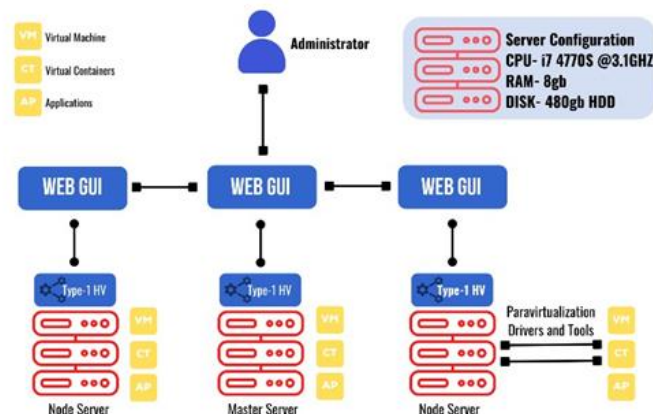 VM Virtual Machine
CT Virtual Containers
AP Applications
Administrator
Server Configuration
CPU- i7 4770S @3.1GHZ
RAM- 8gb
DISK- 480gb HDD
WEB GUI
WEB GUI
WEB GUI
Type-1 HV
Type-1 HV
Type-1 HV
VM
CT
AP
VM
CT
AP
Paravirtualization
Drivers and Tools
VM
CT
AP
Node Server
Master Server
Node Server